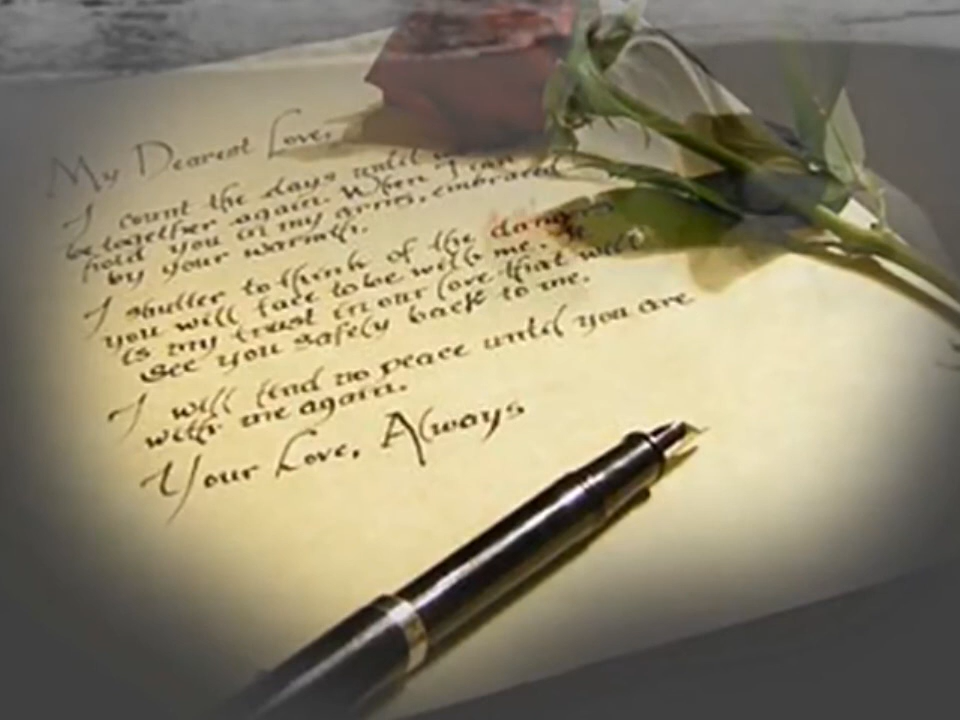 My Dearest Love,
I count the days until
be together again. When I can
hold you in my arms, embraced
by your warmth.
I shutter to think of the dangers
you will face to be with me. It
is my trust in our love that will
see you safely back to me.
I will find no peace until you are
with me again.
Your Love, Always